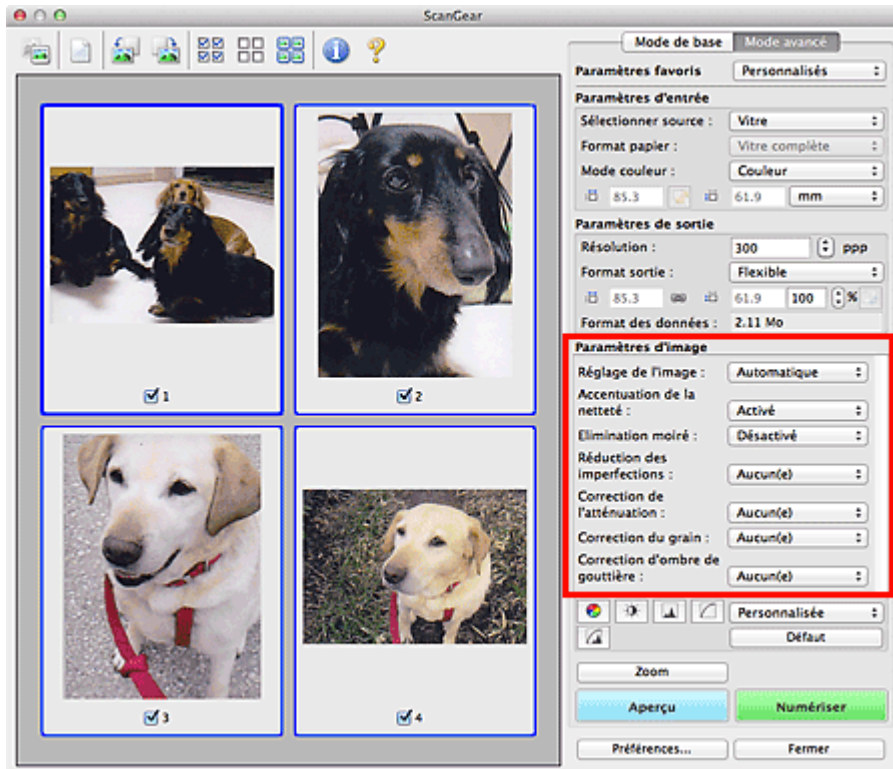 ScanGear
Mode de base Mode avancé
Paramètres favoris Personnalisés
Paramètres d'entrée
Sélectionner source : Vitre
Format papier : Vitre complète
Mode couleur : Couleur
85.3 61.9 mm
Paramètres de sortie
Résolution : 300 ppp
Format sortie : Flexible
85.3 61.9 100 %
Format des données : 2.11 Mo
Paramètres d'image
Réglage de l'image : Automatique
Accentuation de la
netteté : Activé
Elimination moiré : Désactivé
Réduction des
imperfections : Aucun(e)
Correction de
l'atténuation : Aucun(e)
Correction du grain : Aucun(e)
Correction d'ombre de
gouttière : Aucun(e)
Personnalisée
Défaut
Zoom
Aperçu Numériser
Préférences... Fermer
1
2
3
4